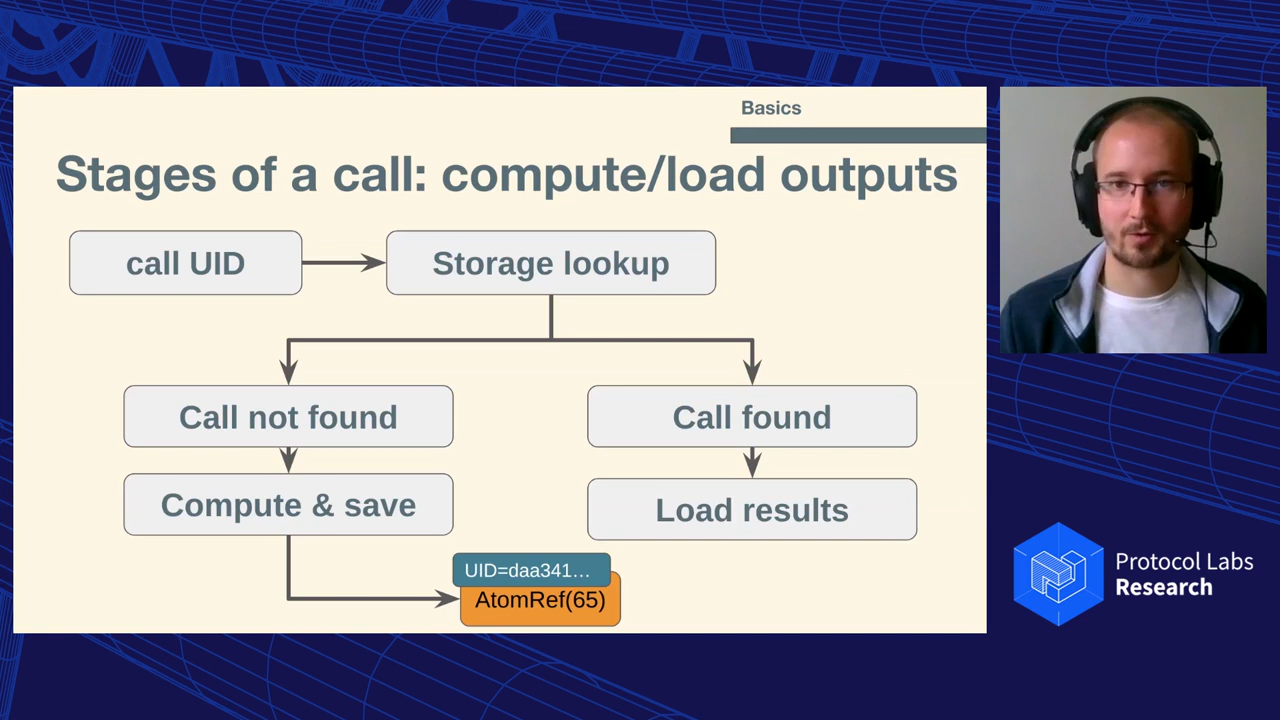 Basics
Stages of a call: compute/load outputs
call UID
Storage lookup
Call not found
Call found
Compute & save
Load results
UID=daa341...
AtomRef(65)
Protocol Labs
Research